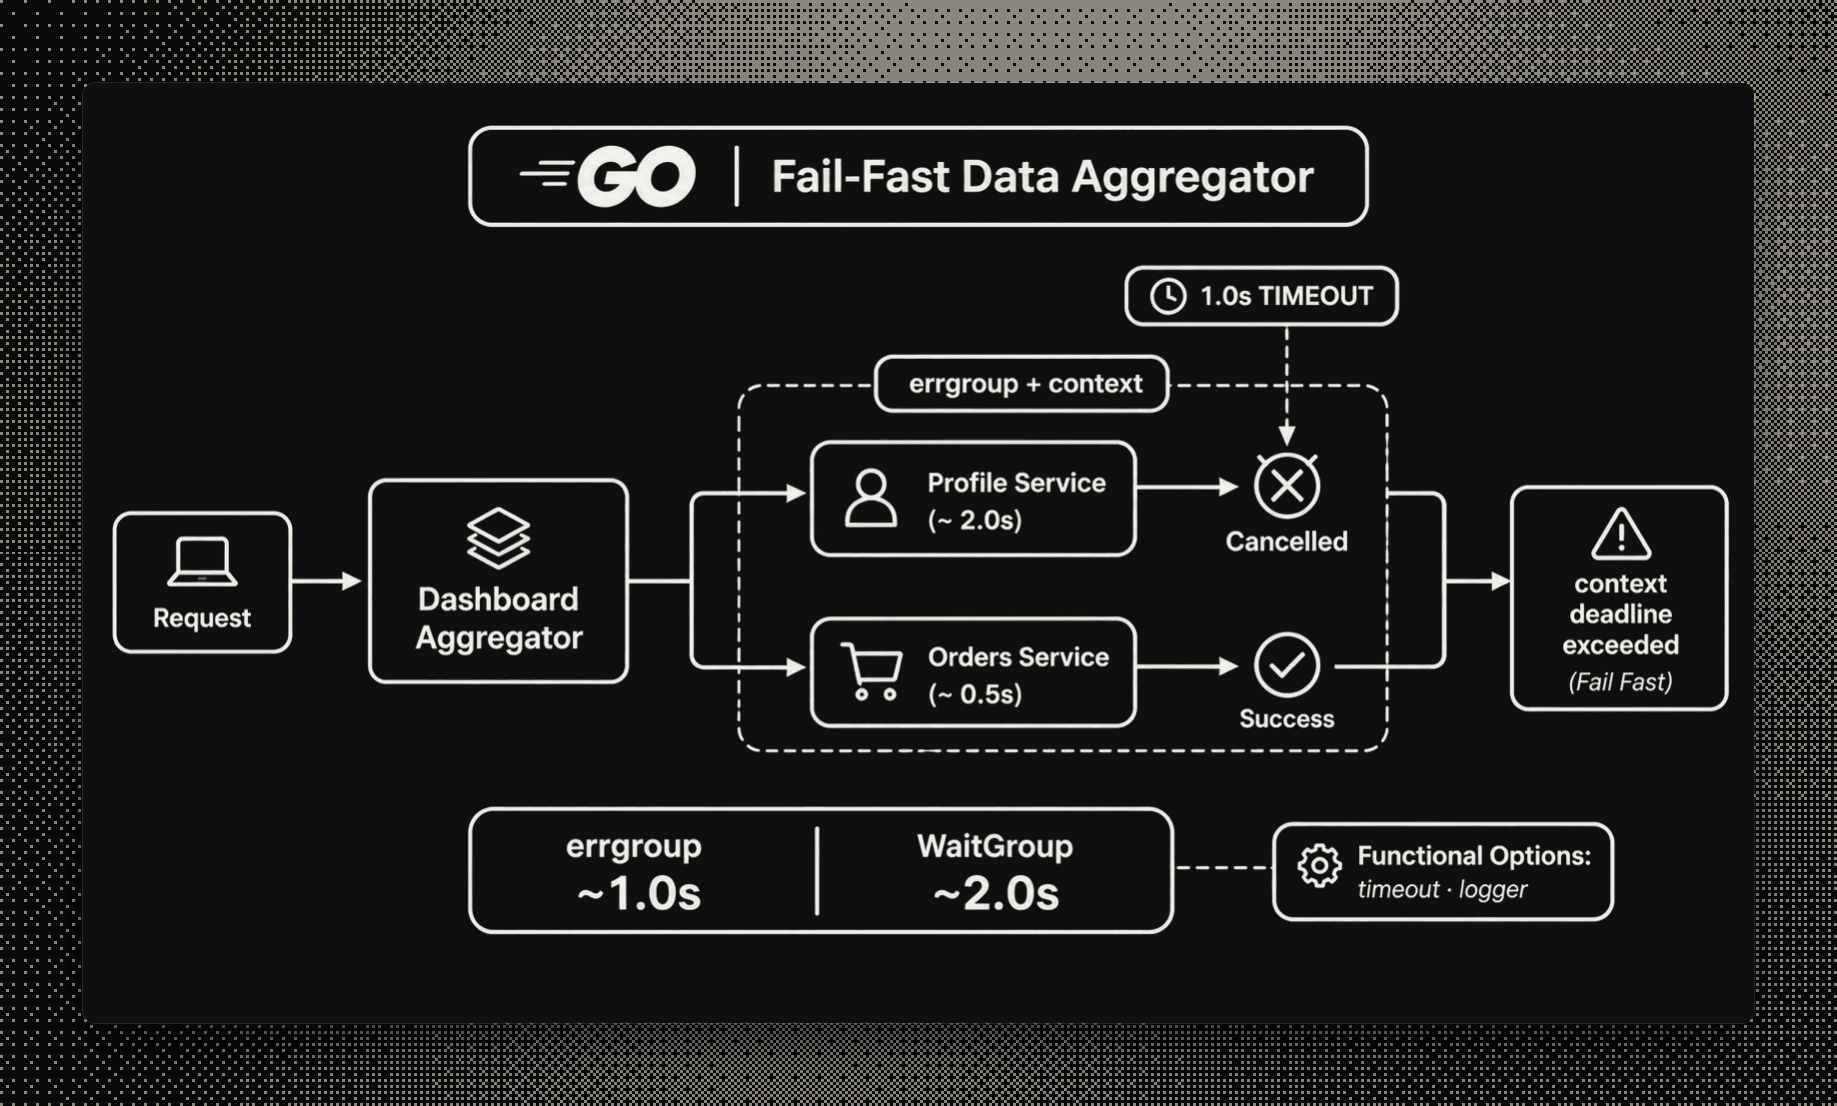 GO | Fail-Fast Data Aggregator
1.0s TIMEOUT
errgroup + context
Request
Dashboard
Aggregator
Profile Service
(~ 2.0s)
Cancelled
Orders Service
(~ 0.5s)
Success
context
deadline
exceeded
(Fail Fast)
errgroup
~1.0s
WaitGroup
~2.0s
Functional Options:
timeout · logger